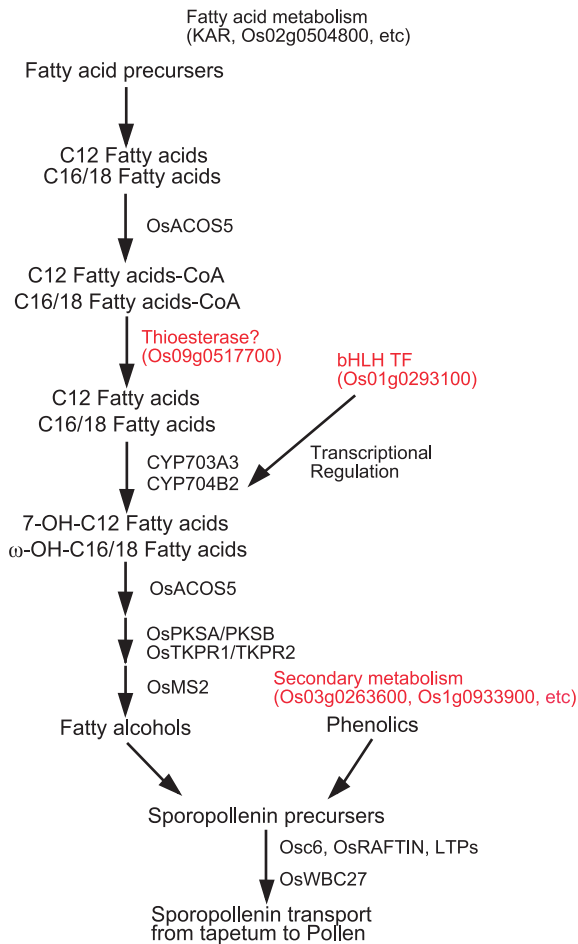 Fatty acid metabolism
(KAR, Os02g0504800, etc)
Fatty acid precursers
C12 Fatty acids
C16/18 Fatty acids
OsACOS5
C12 Fatty acids-CoA
C16/18 Fatty acids-CoA
Thioesterase?
(Os09g0517700)
bHLH TF
(Os01g0293100)
C12 Fatty acids
C16/18 Fatty acids
Transcriptional
Regulation
CYP703A3
CYP704B2
7-OH-C12 Fatty acids
ω-OH-C16/18 Fatty acids
OsACOS5
OsPKSA/PKSB
OsTKPR1/TKPR2
OsMS2
Secondary metabolism
(Os03g0263600, Os1g0933900, etc)
Fatty alcohols
Phenolics
Sporopollenin precursers
Osc6, OsRAFTIN, LTPs
OsWBC27
Sporopollenin transport
from tapetum to Pollen